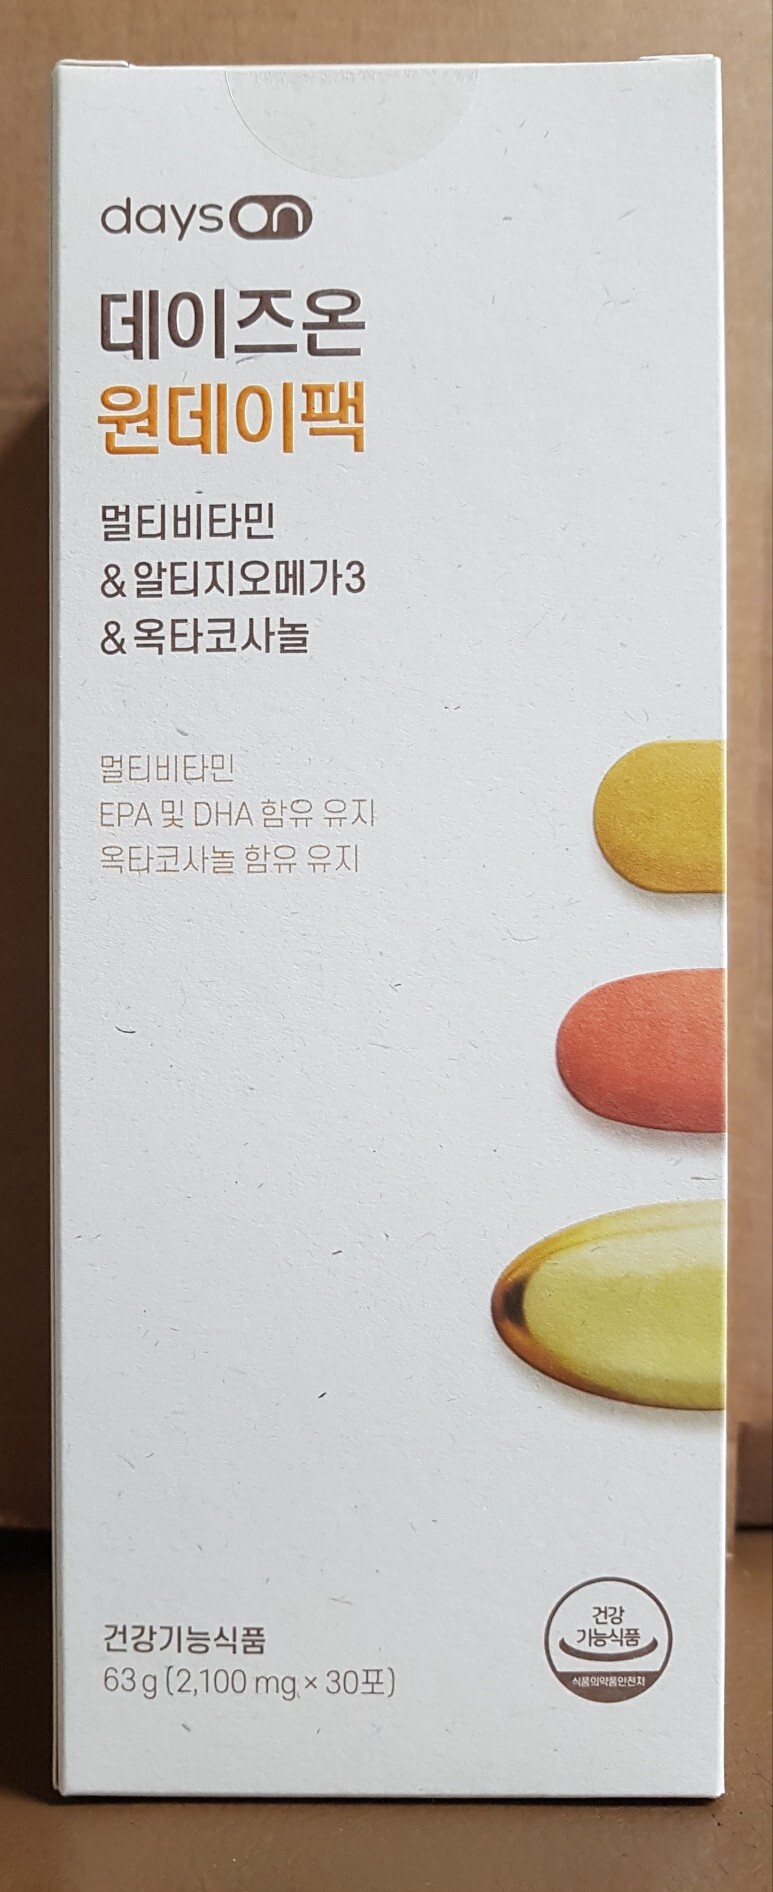 days on
데이즈온
원데이팩
멀티비타민
&알티지오메가3
&옥타코사놀
멀티비타민
EPA 및 DHA 함유 유지
옥타코사놀 함유 유지
건강기능식품
63 g (2,100 mg × 30포)
건강
기능식품
식품의약품안전처